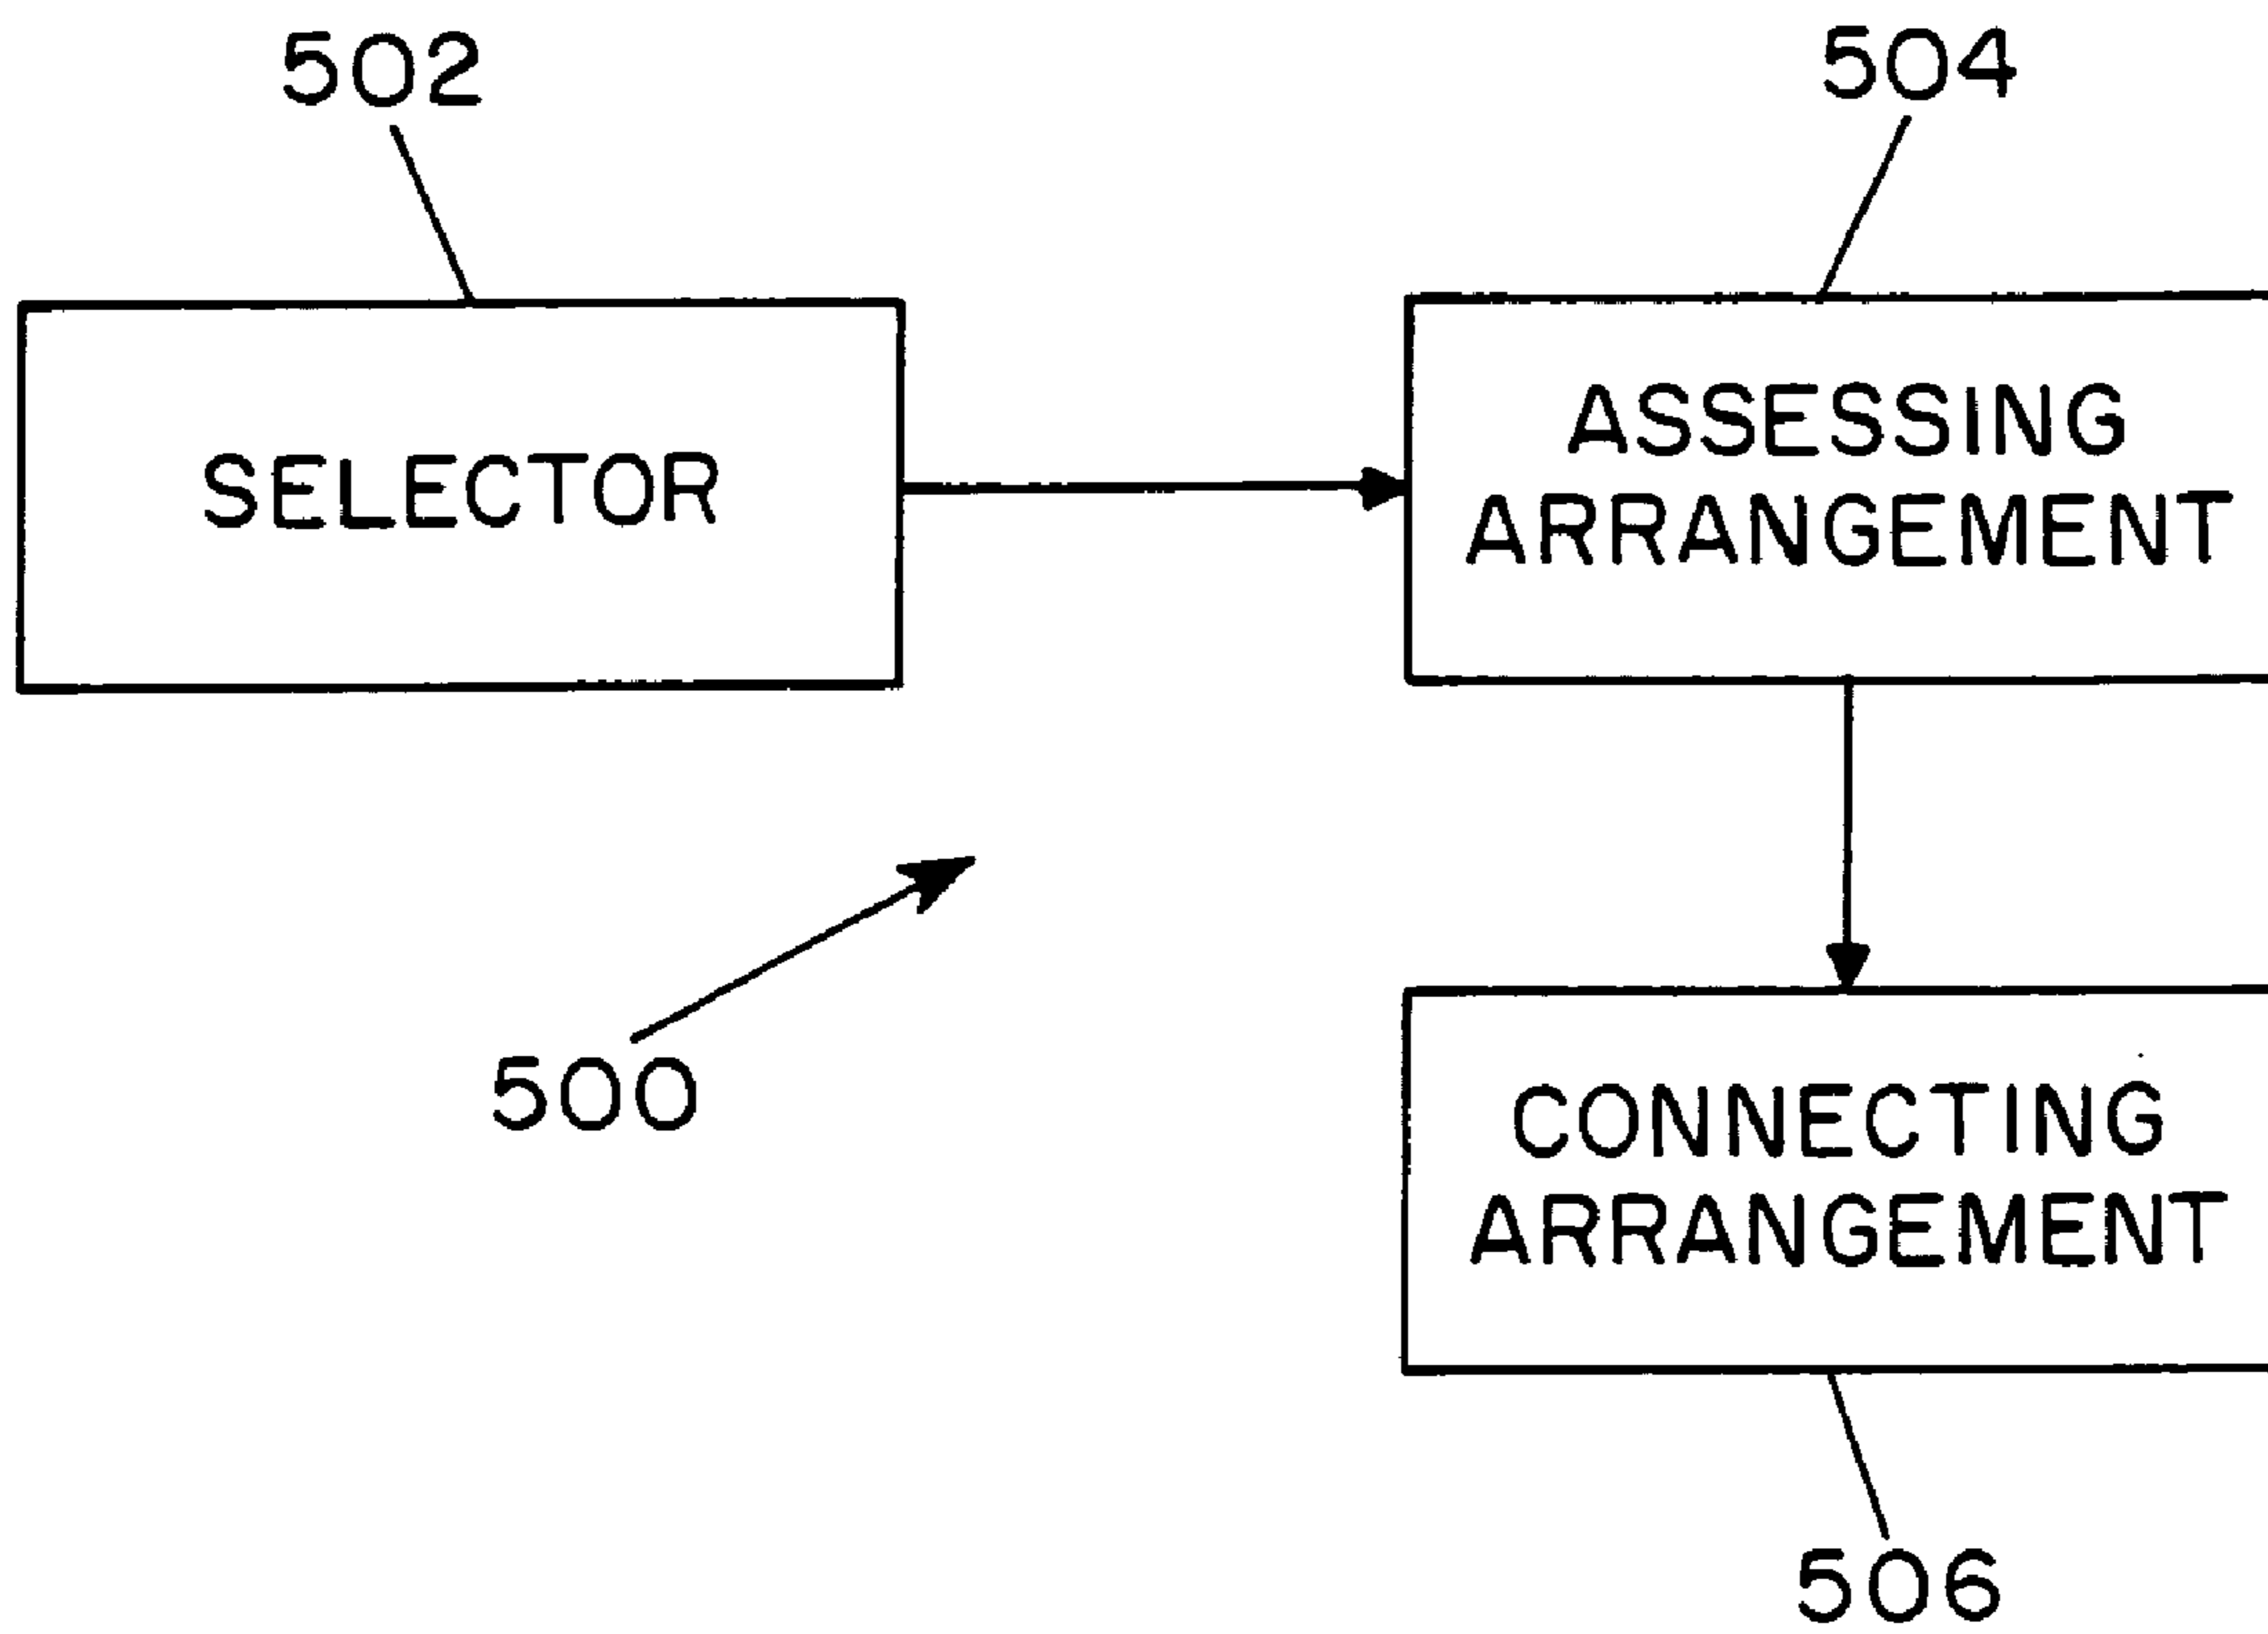 502
504
SELECTOR
ASSESSING
ARRANGEMENT
500
CONNECTING
ARRANGEMENT
506